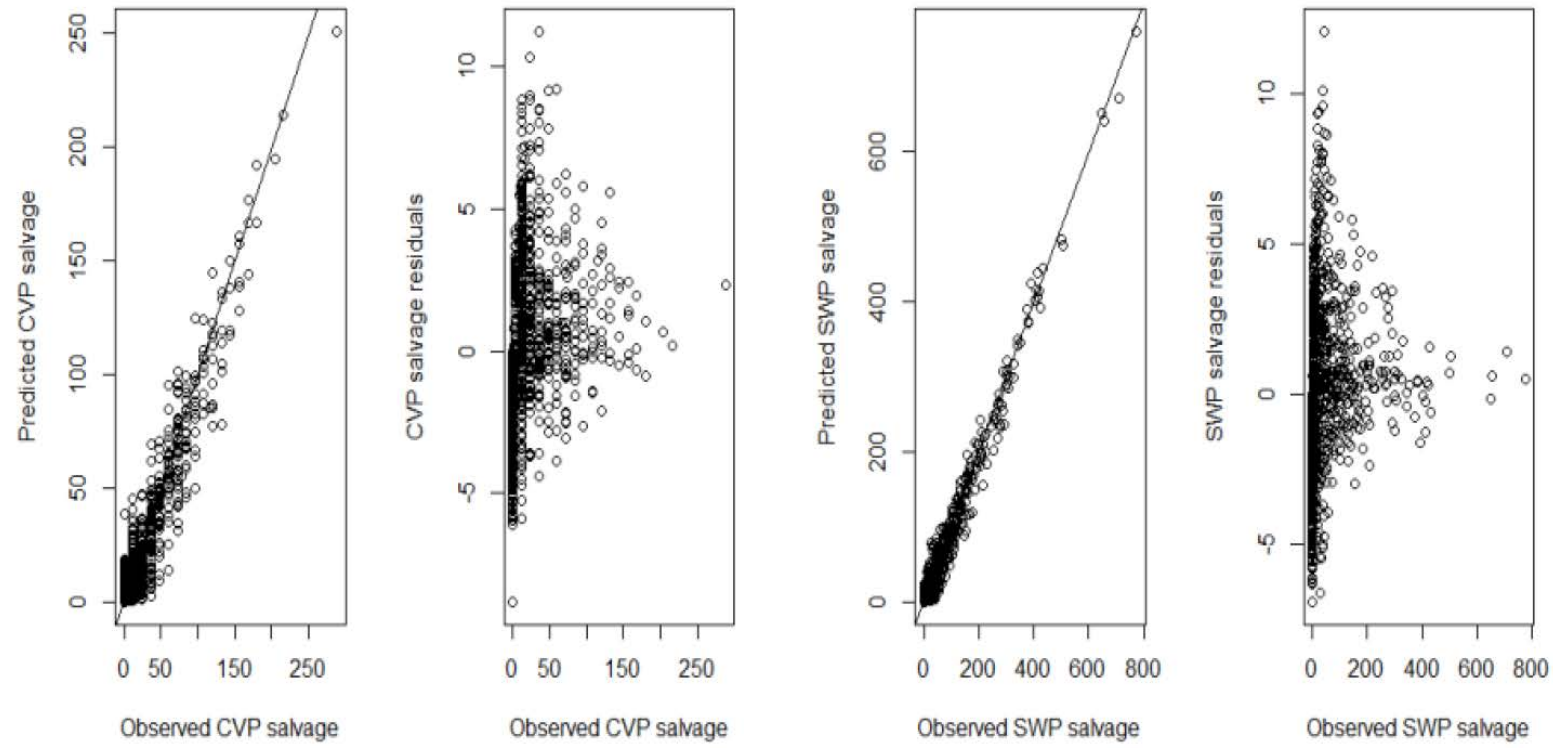 Predicted CVP salvage
250
200
150
100
50
0
0 50 150 250
Observed CVP salvage
CVP salvage residuals
10
5
0
-5
0 50 150 250
Observed CVP salvage
Predicted SWP salvage
600
400
200
0
0 200 400 600 800
Observed SWP salvage
SWP salvage residuals
10
5
0
-5
0 200 400 600 800
Observed SWP salvage